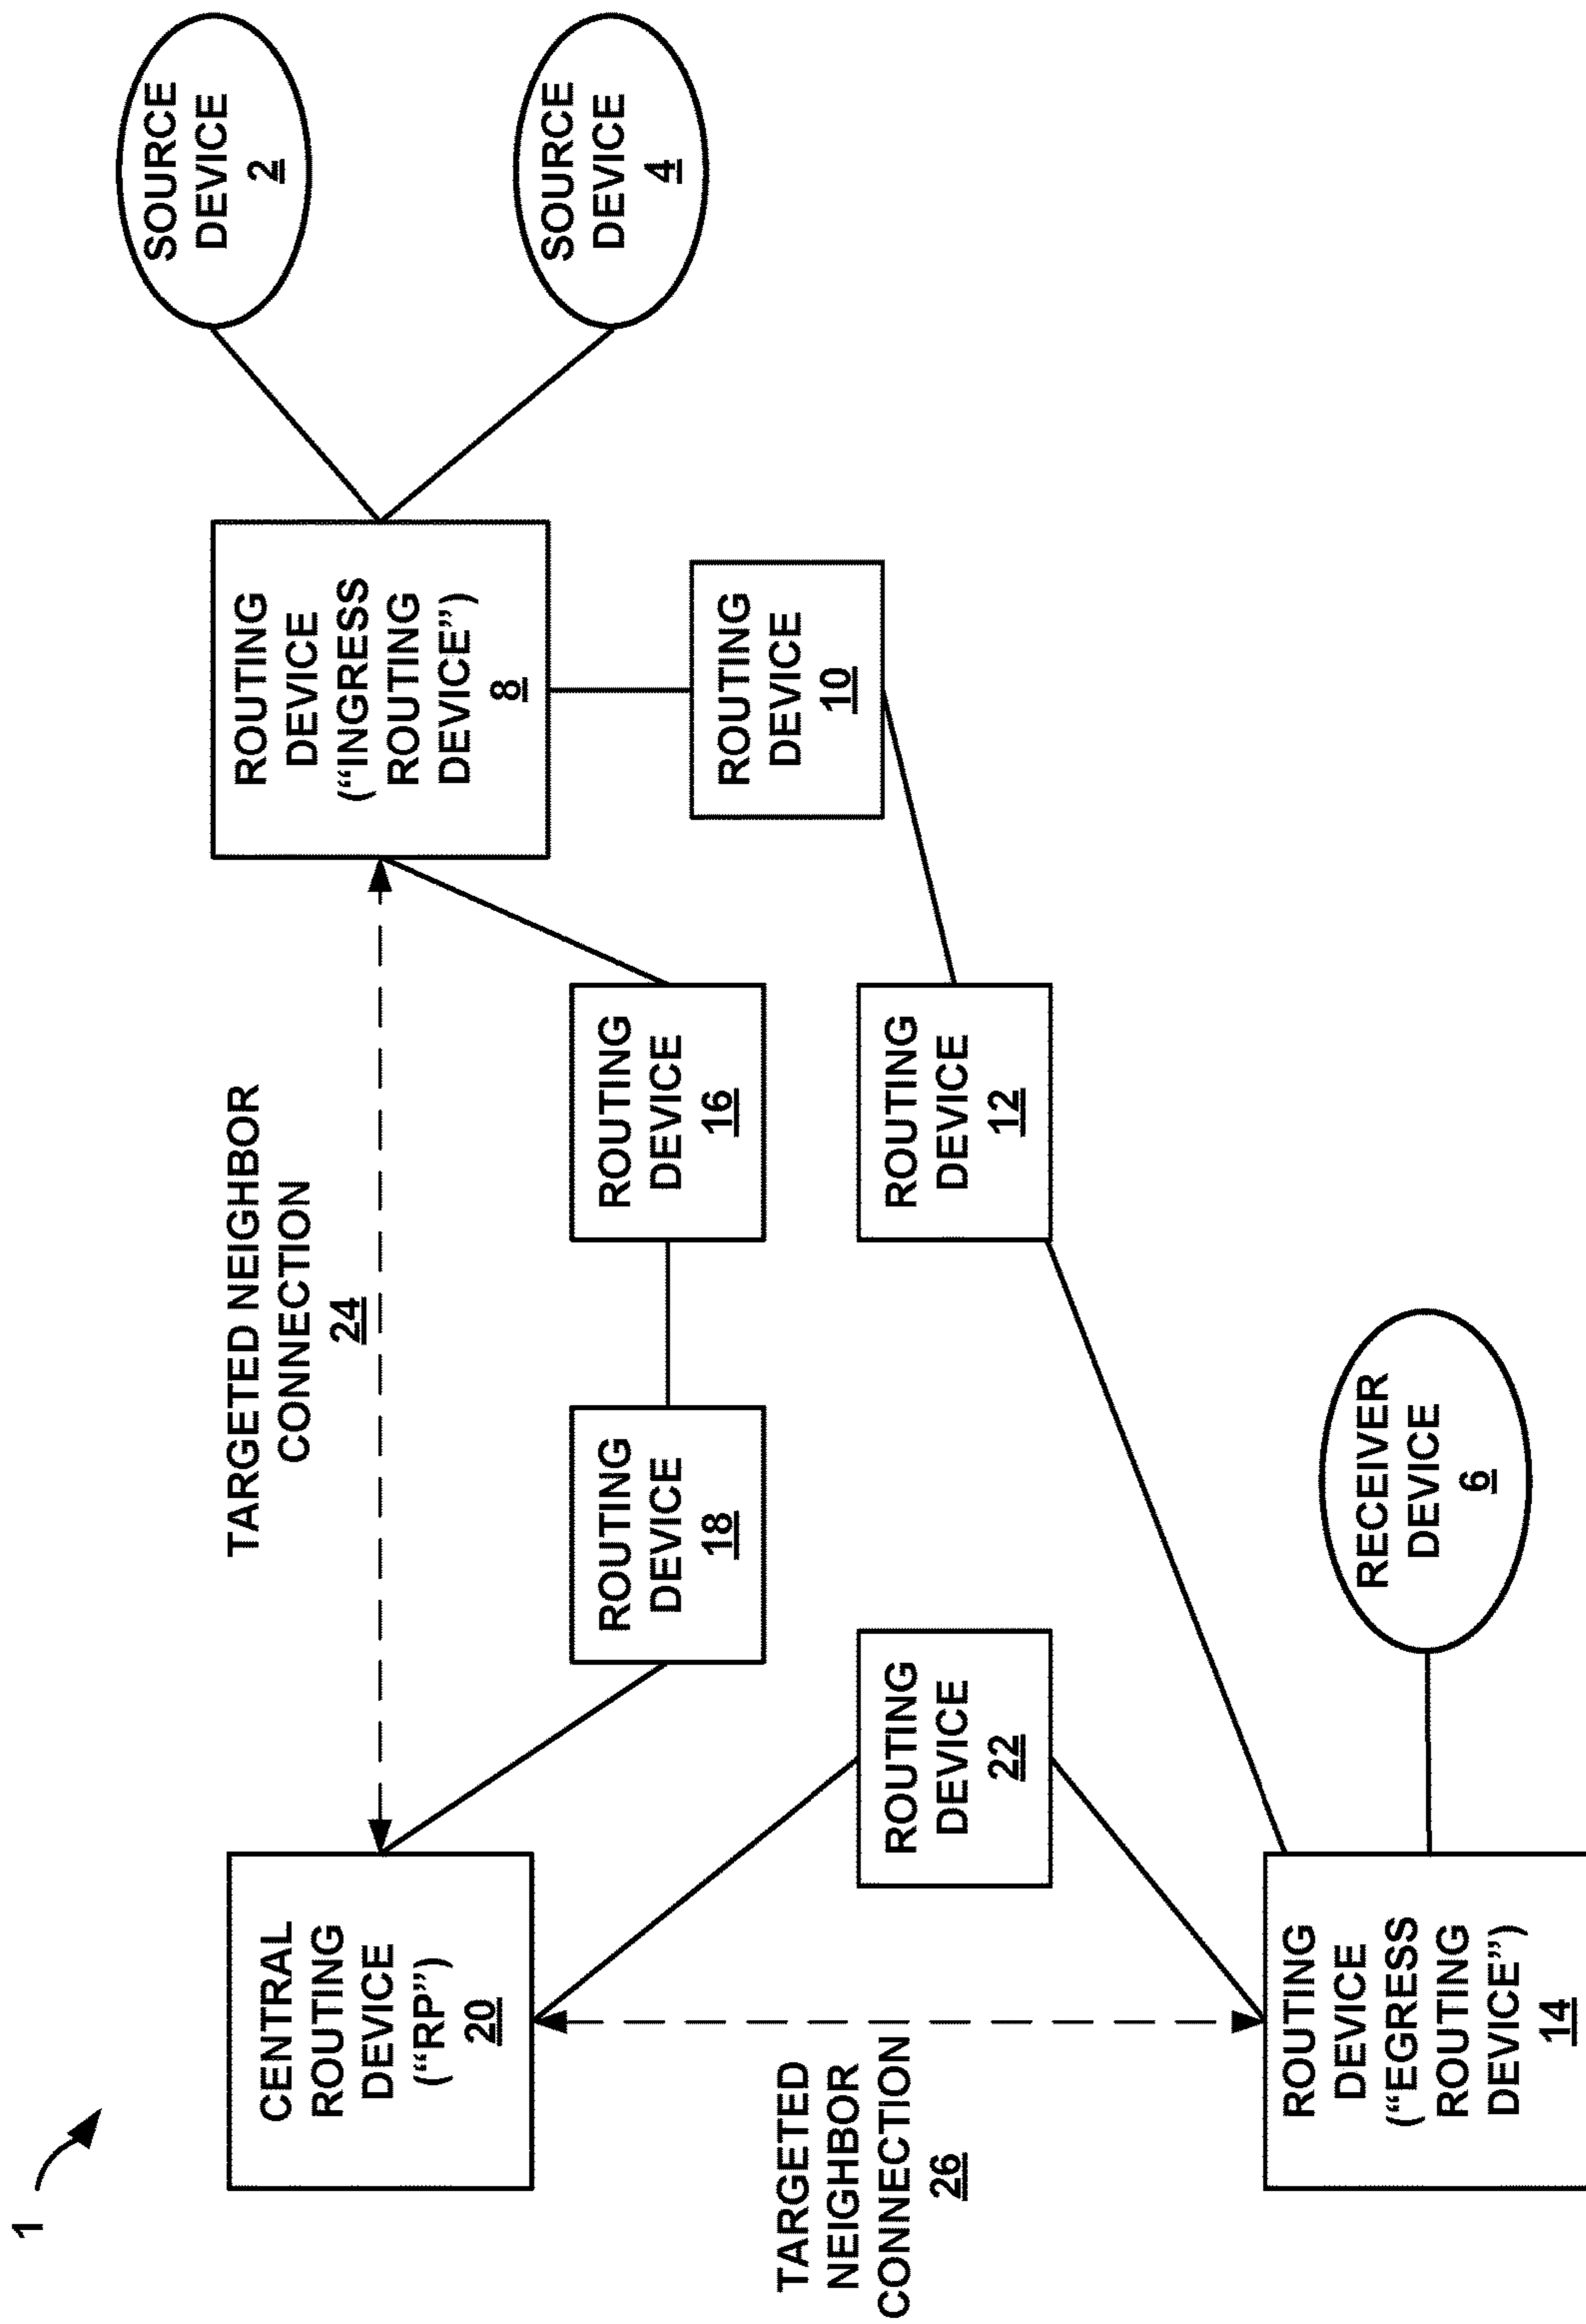 1
CENTRAL
ROUTING
DEVICE
(“RP”)
20
TARGETED NEIGHBOR
CONNECTION
24
ROUTING
DEVICE
(“INGRESS
ROUTING
DEVICE”)
8
SOURCE
DEVICE
2
SOURCE
DEVICE
4
ROUTING
DEVICE
18
ROUTING
DEVICE
16
ROUTING
DEVICE
10
TARGETED
NEIGHBOR
CONNECTION
26
ROUTING
DEVICE
22
ROUTING
DEVICE
12
ROUTING
DEVICE
(“EGRESS
ROUTING
DEVICE”)
14
RECEIVER
DEVICE
6